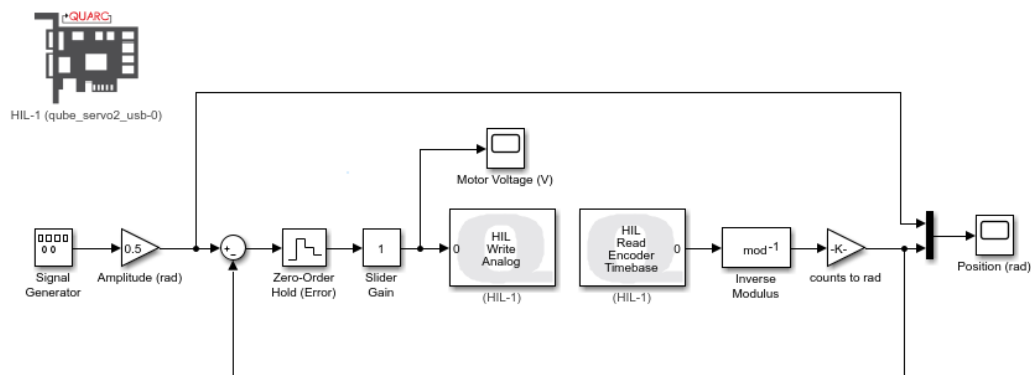 QUARC
HIL-1 (qube_servo2_usb-0)
Motor Voltage (V)
Signal
Generator
0.5
Amplitude (rad)
+
−
Zero-Order
Hold (Error)
1
Slider
Gain
0
HIL
Write
Analog
(HIL-1)
HIL
Read
Encoder
Timebase
0
(HIL-1)
mod⁻¹
Inverse
Modulus
-K-
counts to rad
Position (rad)